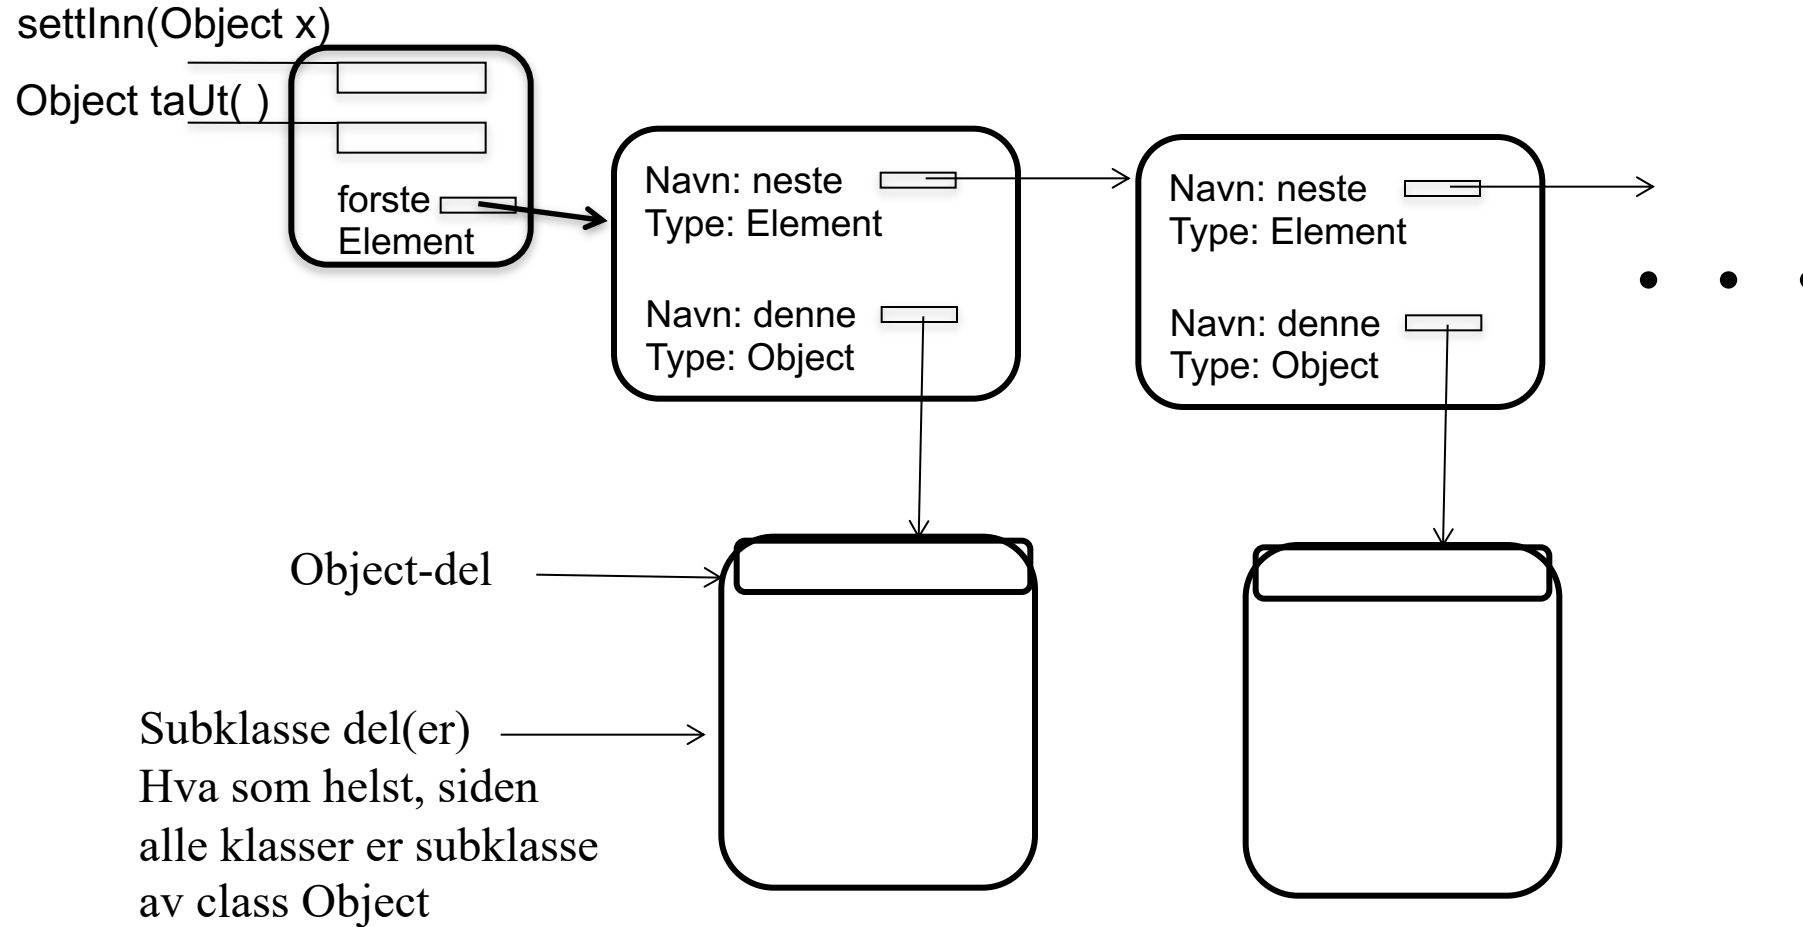 settInn(Object x)
Object taUt( )
forste
Element
Navn: neste
Type: Element
Navn: denne
Type: Object
Navn: neste
Type: Element
Navn: denne
Type: Object
Object-del
Subklasse del(er)
Hva som helst, siden
alle klasser er subklasse
av class Object